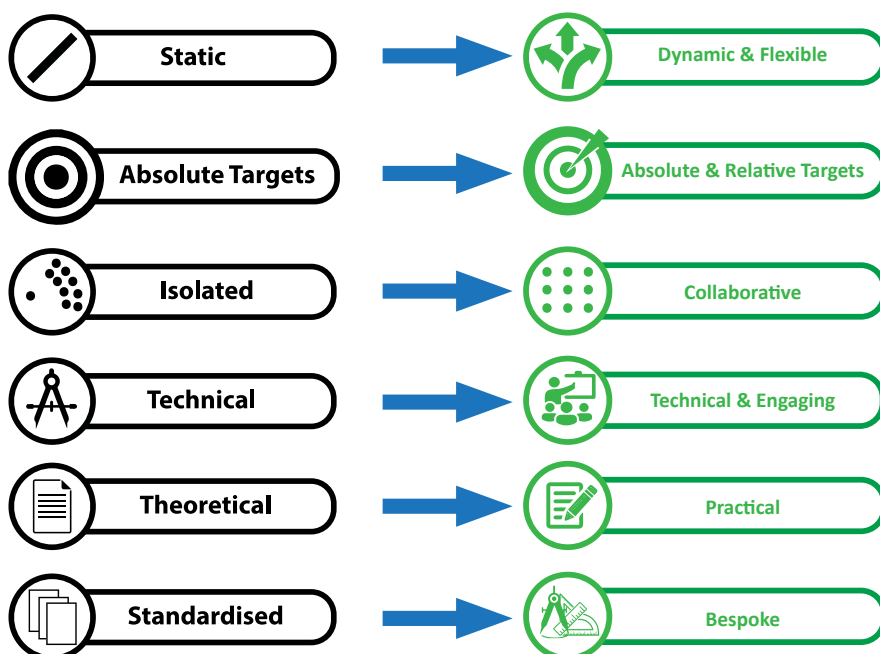 Static
Dynamic & Flexible
Absolute Targets
Absolute & Relative Targets
Isolated
Collaborative
Technical
Technical & Engaging
Theoretical
Practical
Standardised
Bespoke